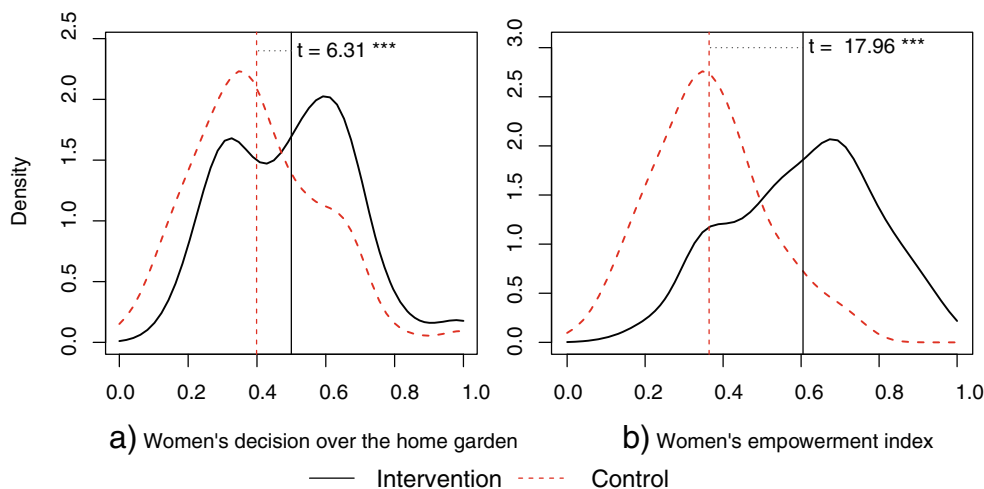 Density
2.5
2.0
1.5
1.0
0.5
0.0
t = 6.31 ***
0.0 0.2 0.4 0.6 0.8 1.0
a) Women's decision over the home garden
3.0
2.5
2.0
1.5
1.0
0.5
0.0
t = 17.96 ***
0.0 0.2 0.4 0.6 0.8 1.0
b) Women's empowerment index
Intervention Control